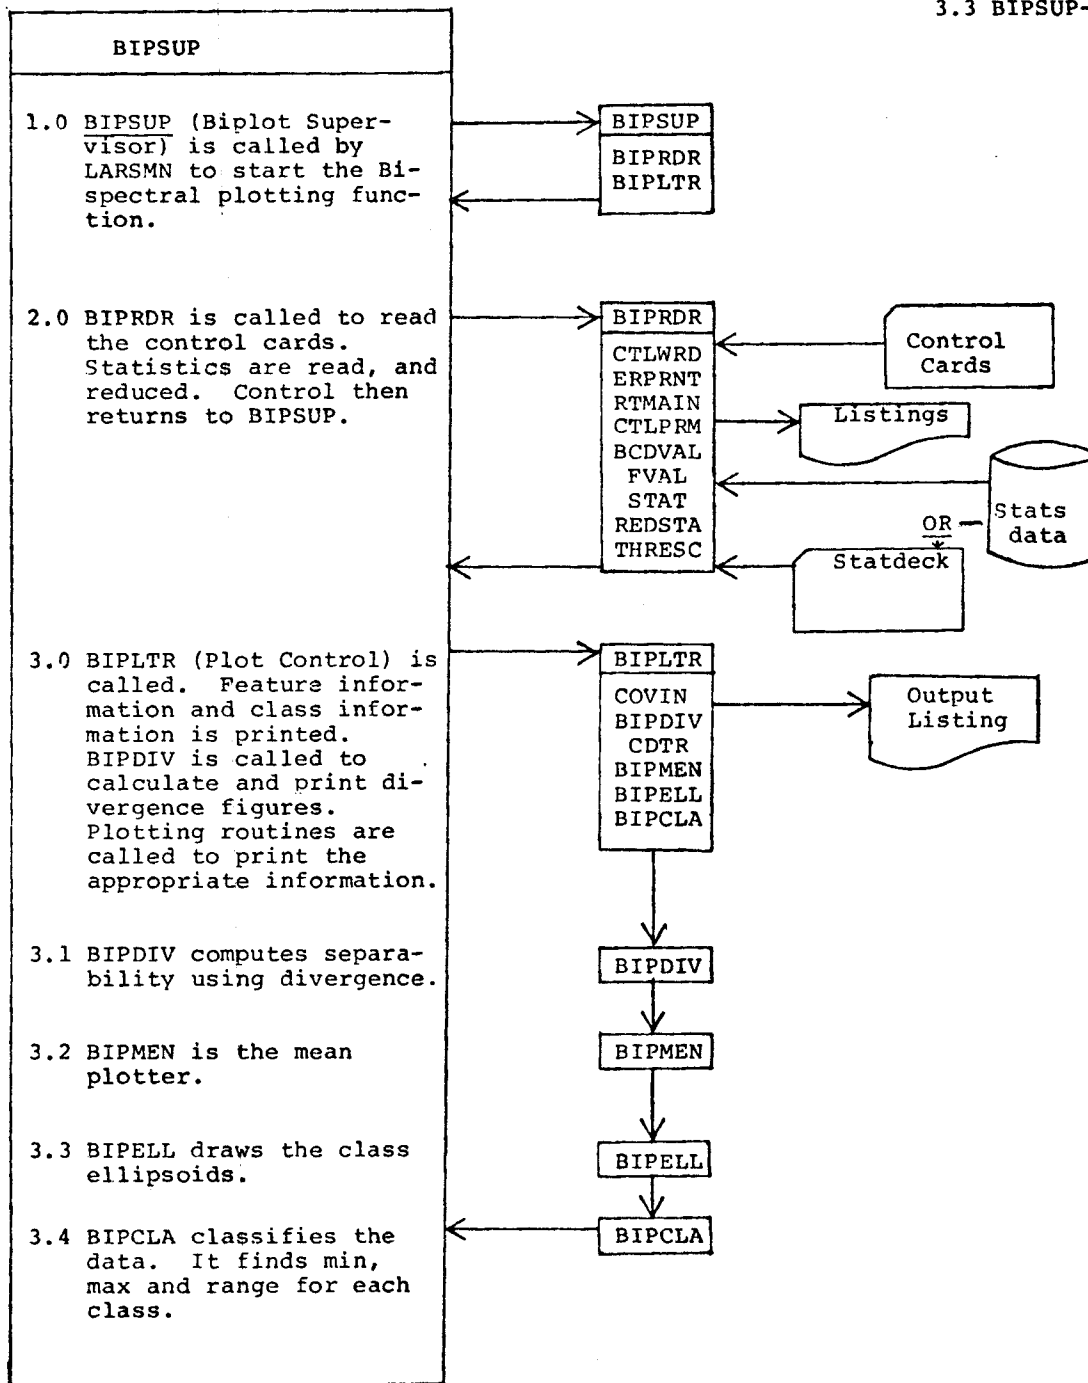 3.3 BIPSUP-
BIPSUP
1.0 BIPSUP (Biplot Super-
visor) is called by
LARSMN to start the Bi-
spectral plotting func-
tion.
BIPSUP
BIPRDR
BIPLTR
2.0 BIPRDR is called to read
the control cards.
Statistics are read, and
reduced. Control then
returns to BIPSUP.
BIPRDR
CTLWRD
ERPRNT
RTMAIN
CTLPRM
BCDVAL
FVAL
STAT
REDSTA
THRESC
Control
Cards
Listings
Stats
data
OR
Statdeck
3.0 BIPLTR (Plot Control) is
called. Feature infor-
mation and class infor-
mation is printed.
BIPDIV is called to
calculate and print di-
vergence figures.
Plotting routines are
called to print the
appropriate information.
BIPLTR
COVIN
BIPDIV
CDTR
BIPMEN
BIPELL
BIPCLA
Output
Listing
3.1 BIPDIV computes separa-
bility using divergence.
BIPDIV
3.2 BIPMEN is the mean
plotter.
BIPMEN
3.3 BIPELL draws the class
ellipsoids.
BIPELL
3.4 BIPCLA classifies the
data. It finds min,
max and range for each
class.
BIPCLA